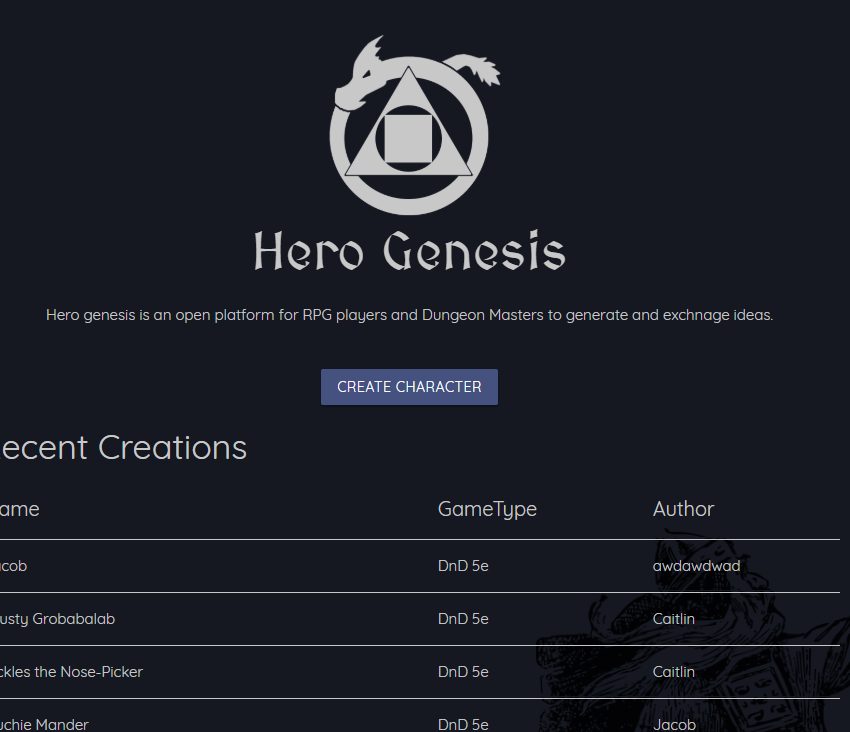 Hero Genesis
Hero genesis is an open platform for RPG players and Dungeon Masters to generate and exchnage ideas.
CREATE CHARACTER
ecent Creations
ame GameType Author
cob DnD 5e awdawdwad
usty Grobabalab DnD 5e Caitlin
ckles the Nose-Picker DnD 5e Caitlin
uchie Mander DnD 5e Jacob